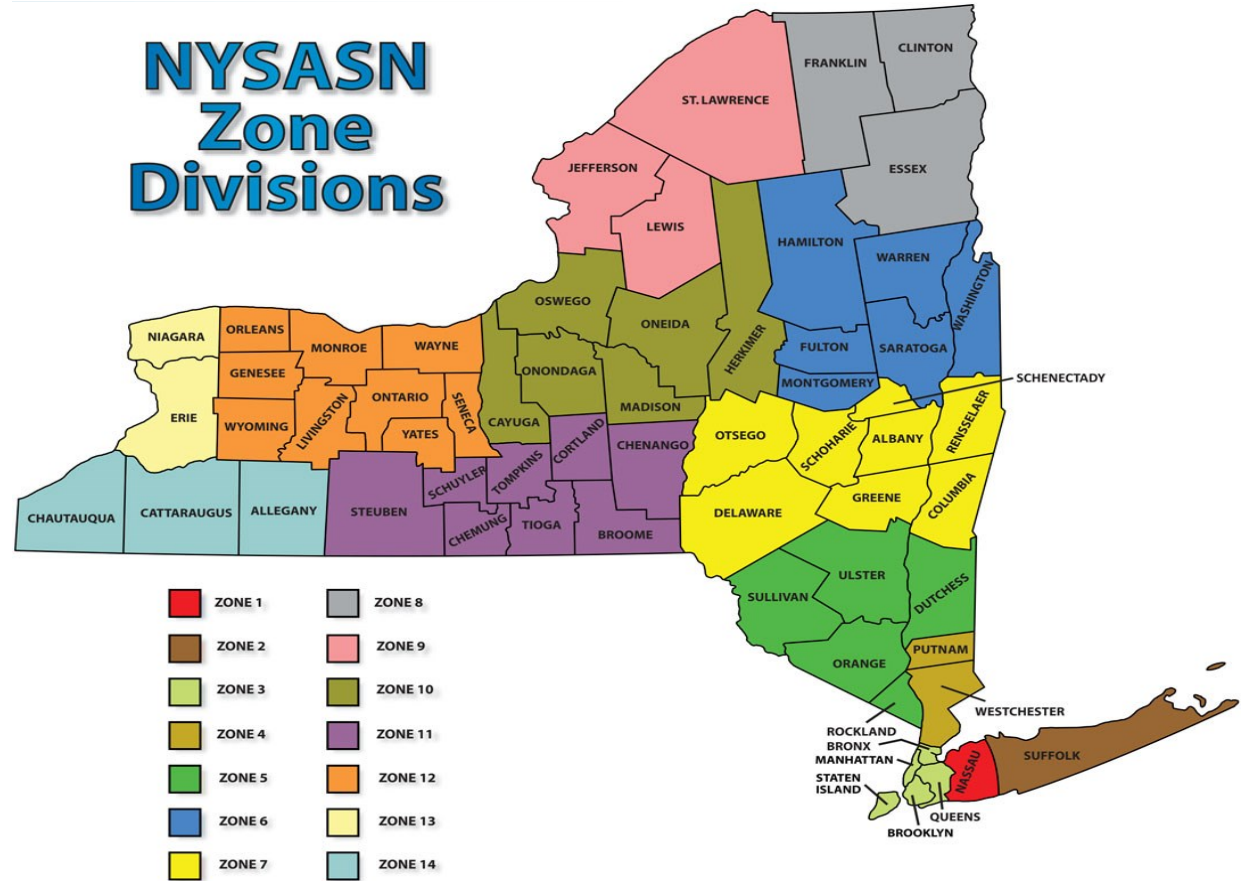 NYSASN
Zone
Divisions
CLINTON
FRANKLIN
ST. LAWRENCE
ESSEX
JEFFERSON
LEWIS
HAMILTON
WARREN
WASHINGTON
OSWEGO
ONEIDA
HERKIMER
FULTON
SARATOGA
NIAGARA
ORLEANS
MONROE
WAYNE
GENESEE
ONONDAGA
MONTGOMERY
SCHENECTADY
ERIE
WYOMING
LIVINGSTON
ONTARIO
SENECA
YATES
CAYUGA
MADISON
CORTLAND
CHENANGO
OTSEGO
SCHOHARIE
ALBANY
RENSSELAER
CHAUTAUQUA
CATTARAUGUS
ALLEGANY
STEUBEN
SCHUYLER
TOMPKINS
CHEMUNG
TIOGA
BROOME
DELAWARE
GREENE
COLUMBIA
SULLIVAN
ULSTER
DUTCHESS
ORANGE
PUTNAM
WESTCHESTER
ROCKLAND
BRONX
MANHATTAN
STATEN
ISLAND
NASSAU
SUFFOLK
QUEENS
BROOKLYN
ZONE 1
ZONE 2
ZONE 3
ZONE 4
ZONE 5
ZONE 6
ZONE 7
ZONE 8
ZONE 9
ZONE 10
ZONE 11
ZONE 12
ZONE 13
ZONE 14